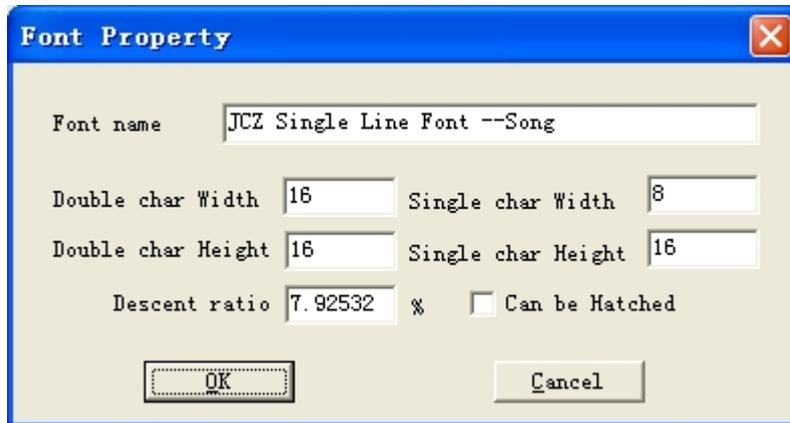 Font Property
Font name JCZ Single Line Font --Song
Double char Width 16 Single char Width 8
Double char Height 16 Single char Height 16
Descent ratio 7.92532 % Can be Hatched
OK Cancel